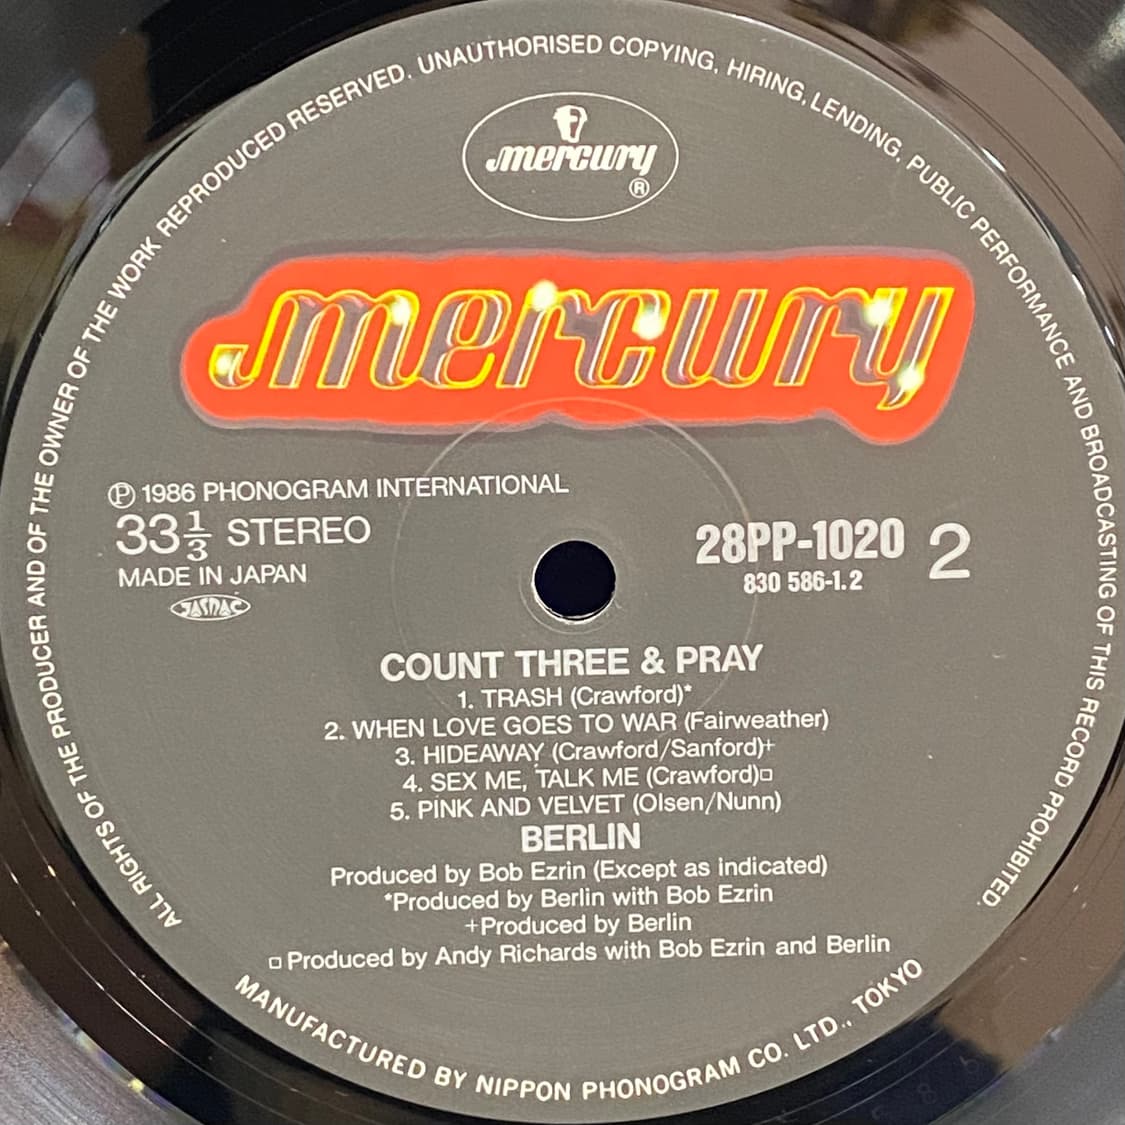 ALL RIGHTS OF THE PRODUCER AND OF THE OWNER OF THE WORK REPRODUCED RESERVED. UNAUTHORISED COPYING, HIRING, LENDING, PUBLIC PERFORMANCE AND BROADCASTING OF THIS RECORD PROHIBITED.
mercury
®
mercury
Ⓟ 1986 PHONOGRAM INTERNATIONAL
33 1/3 STEREO
MADE IN JAPAN
JASRAC
28PP-1020 2
830 586-1.2
COUNT THREE & PRAY
1. TRASH (Crawford)*
2. WHEN LOVE GOES TO WAR (Fairweather)
3. HIDEAWAY (Crawford/Sanford)+
4. SEX ME, TALK ME (Crawford)□
5. PINK AND VELVET (Olsen/Nunn)
BERLIN
Produced by Bob Ezrin (Except as indicated)
*Produced by Berlin with Bob Ezrin
+Produced by Berlin
□ Produced by Andy Richards with Bob Ezrin and Berlin
MANUFACTURED BY NIPPON PHONOGRAM CO. LTD., TOKYO